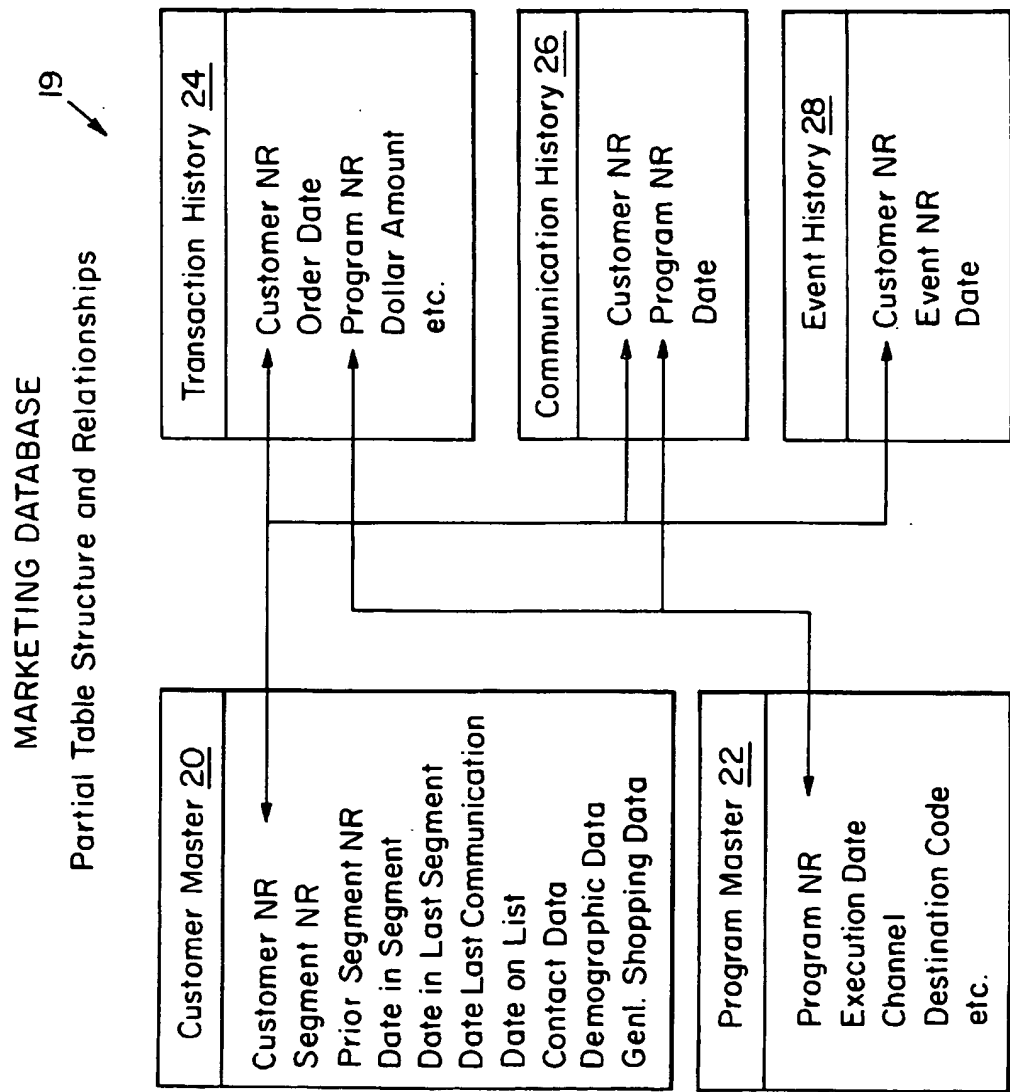 MARKETING DATABASE
Partial Table Structure and Relationships
19
Customer Master 20
Customer NR
Segment NR
Prior Segment NR
Date in Segment
Date in Last Segment
Date Last Communication
Date on List
Contact Data
Demographic Data
Genl. Shopping Data
Program Master 22
Program NR
Execution Date
Channel
Destination Code
etc.
Transaction History 24
Customer NR
Order Date
Program NR
Dollar Amount
etc.
Communication History 26
Customer NR
Program NR
Date
Event History 28
Customer NR
Event NR
Date